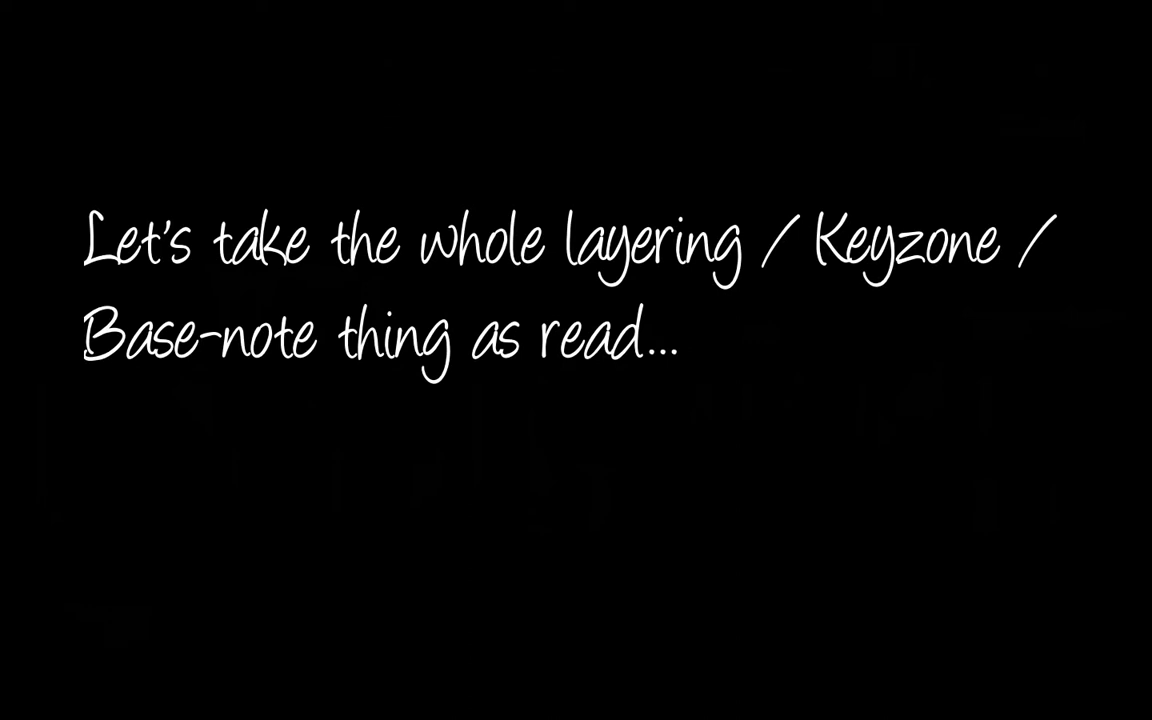 Let's take the whole layering / Keyzone /
Base-note thing as read...